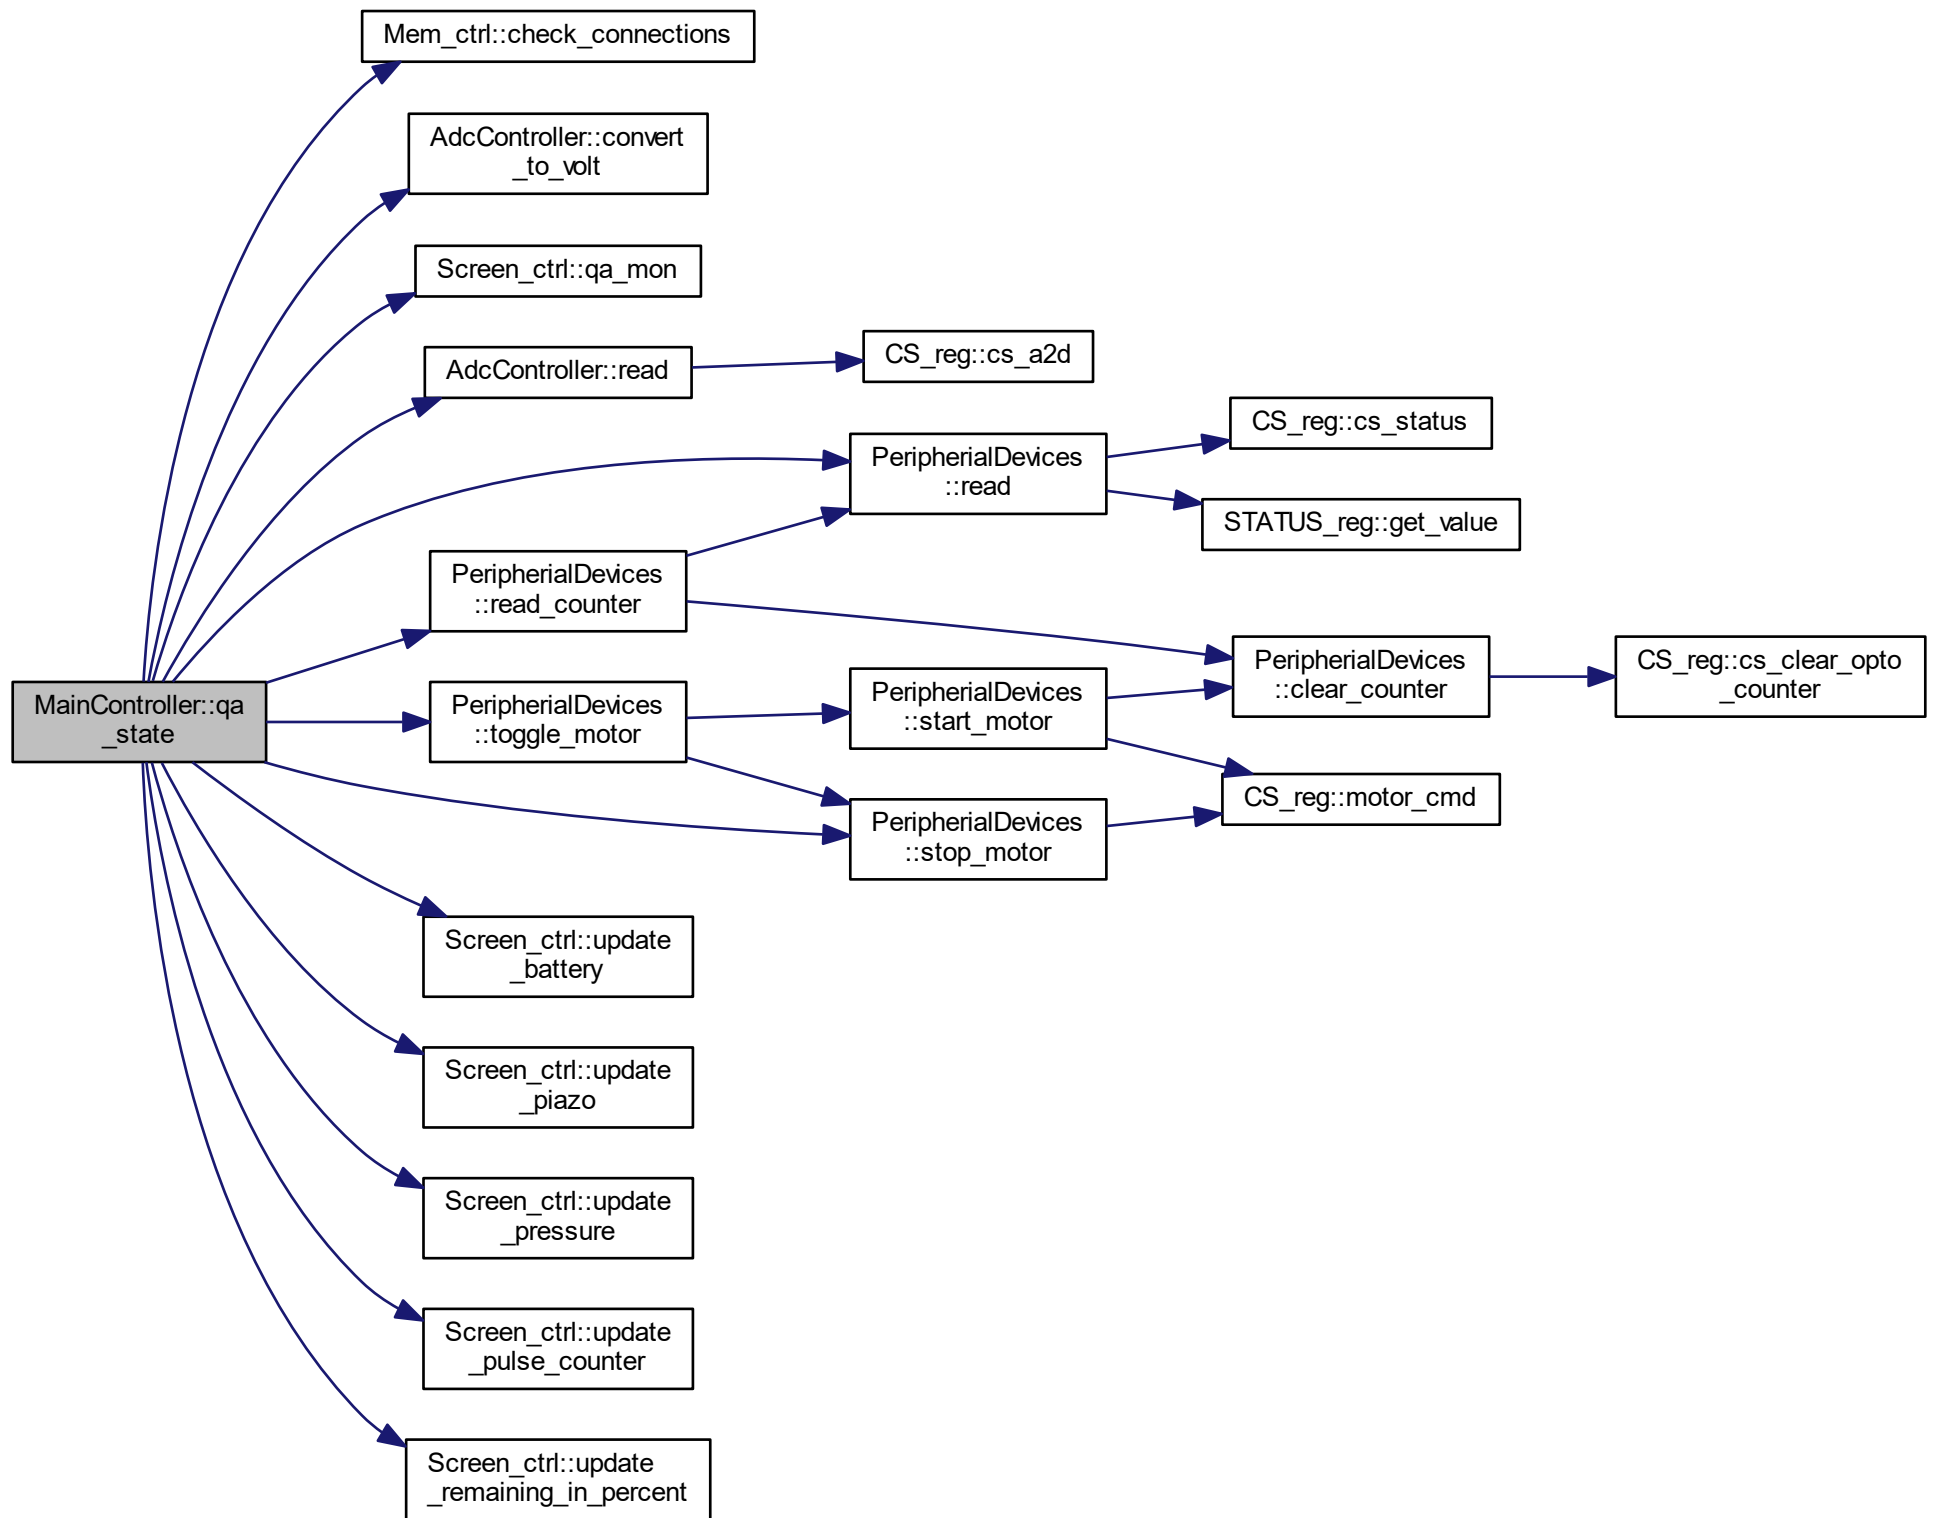 Mem_ctrl::check_connections
AdcController::convert
_to_volt
Screen_ctrl::qa_mon
AdcController::read
CS_reg::cs_a2d
PeripherialDevices
::read
CS_reg::cs_status
STATUS_reg::get_value
PeripherialDevices
::read_counter
MainController::qa
_state
PeripherialDevices
::toggle_motor
PeripherialDevices
::start_motor
PeripherialDevices
::clear_counter
CS_reg::cs_clear_opto
_counter
PeripherialDevices
::stop_motor
CS_reg::motor_cmd
Screen_ctrl::update
_battery
Screen_ctrl::update
_piazo
Screen_ctrl::update
_pressure
Screen_ctrl::update
_pulse_counter
Screen_ctrl::update
_remaining_in_percent